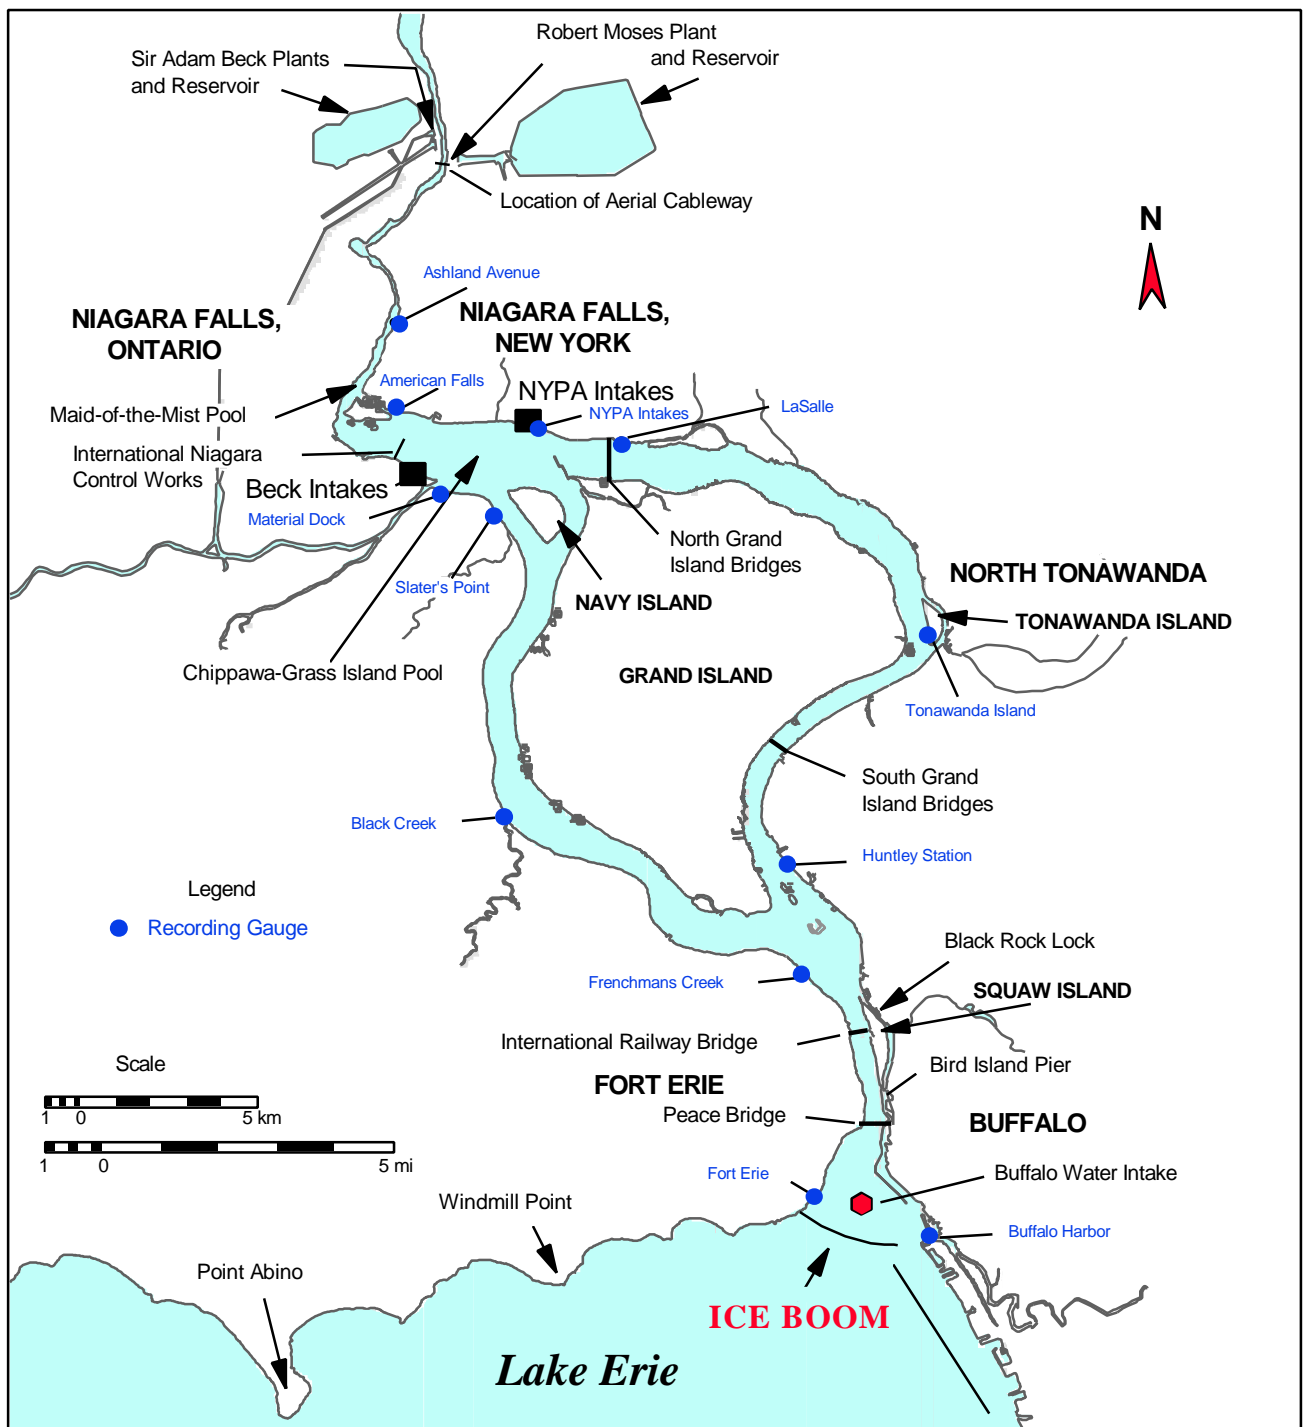 Robert Moses Plant
and Reservoir
Sir Adam Beck Plants
and Reservoir
Location of Aerial Cableway
N
Ashland Avenue
NIAGARA FALLS,
ONTARIO
NIAGARA FALLS,
NEW YORK
American Falls
NYPA Intakes
NYPA Intakes
LaSalle
Maid-of-the-Mist Pool
International Niagara
Control Works
Beck Intakes
Material Dock
North Grand
Island Bridges
Slater's Point
NAVY ISLAND
NORTH TONAWANDA
TONAWANDA ISLAND
Chippawa-Grass Island Pool
GRAND ISLAND
Tonawanda Island
South Grand
Island Bridges
Black Creek
Huntley Station
Legend
Recording Gauge
Black Rock Lock
Frenchmans Creek
SQUAW ISLAND
International Railway Bridge
Scale
Bird Island Pier
FORT ERIE
1 0 5 km
Peace Bridge
BUFFALO
1 0 5 mi
Fort Erie
Buffalo Water Intake
Windmill Point
Buffalo Harbor
Point Abino
ICE BOOM
Lake Erie